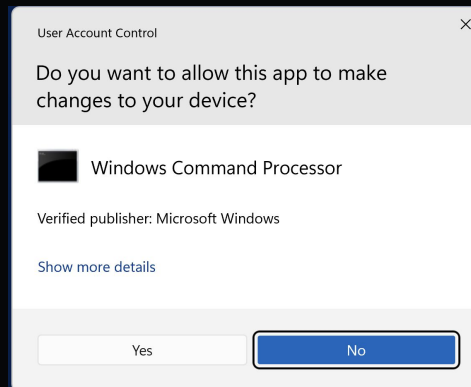 User Account Control
Do you want to allow this app to make
changes to your device?
Windows Command Processor
Verified publisher: Microsoft Windows
Show more details
Yes
No